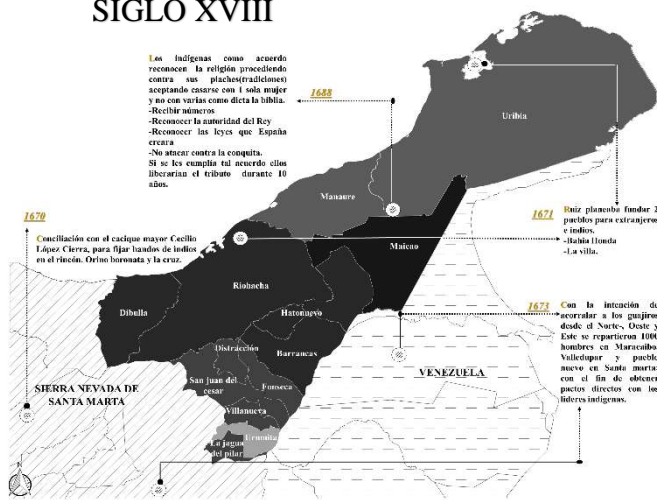 SIGLO XVIII
Los indígenas como acuerdo
reconocen la religión procediendo
contra sus plaches(tradiciones)
aceptando casarse con 1 sola mujer
y no con varias como dicta la biblia.
-Recibir números
-Reconocer la autoridad del Rey
-Reconocer las leyes que España
creara
-No atacar contra la conquita.
Si se les cumplía tal acuerdo ellos
liberarían el tributo durante 10
años.
1688
Uribia
Manaure
1670
Conciliación con el cacique mayor Cecilio
López Cierra, para fijar bandos de indios
en el rincón. Orino boronata y la cruz.
1671
Ruiz planeaba fundar 2
pueblos para extranjeros
e indios.
-Bahía Honda
-La villa.
Maicao
Riohacha
Dibulla
Hatonuevo
1673
Con la intención de
acorralar a los guajiros
desde el Norte-, Oeste y
Este se repartieron 1000
hombres en Maracaibo,
Valledupar y pueblo
nuevo en Santa marta;
con el fin de obtener
pactos directos con los
lideres indígenas.
Distracción
Barrancas
VENEZUELA
SIERRA NEVADA DE
SANTA MARTA
San juan del
cesar
Fonseca
Villanueva
Urumita
La jagua
del pilar
N